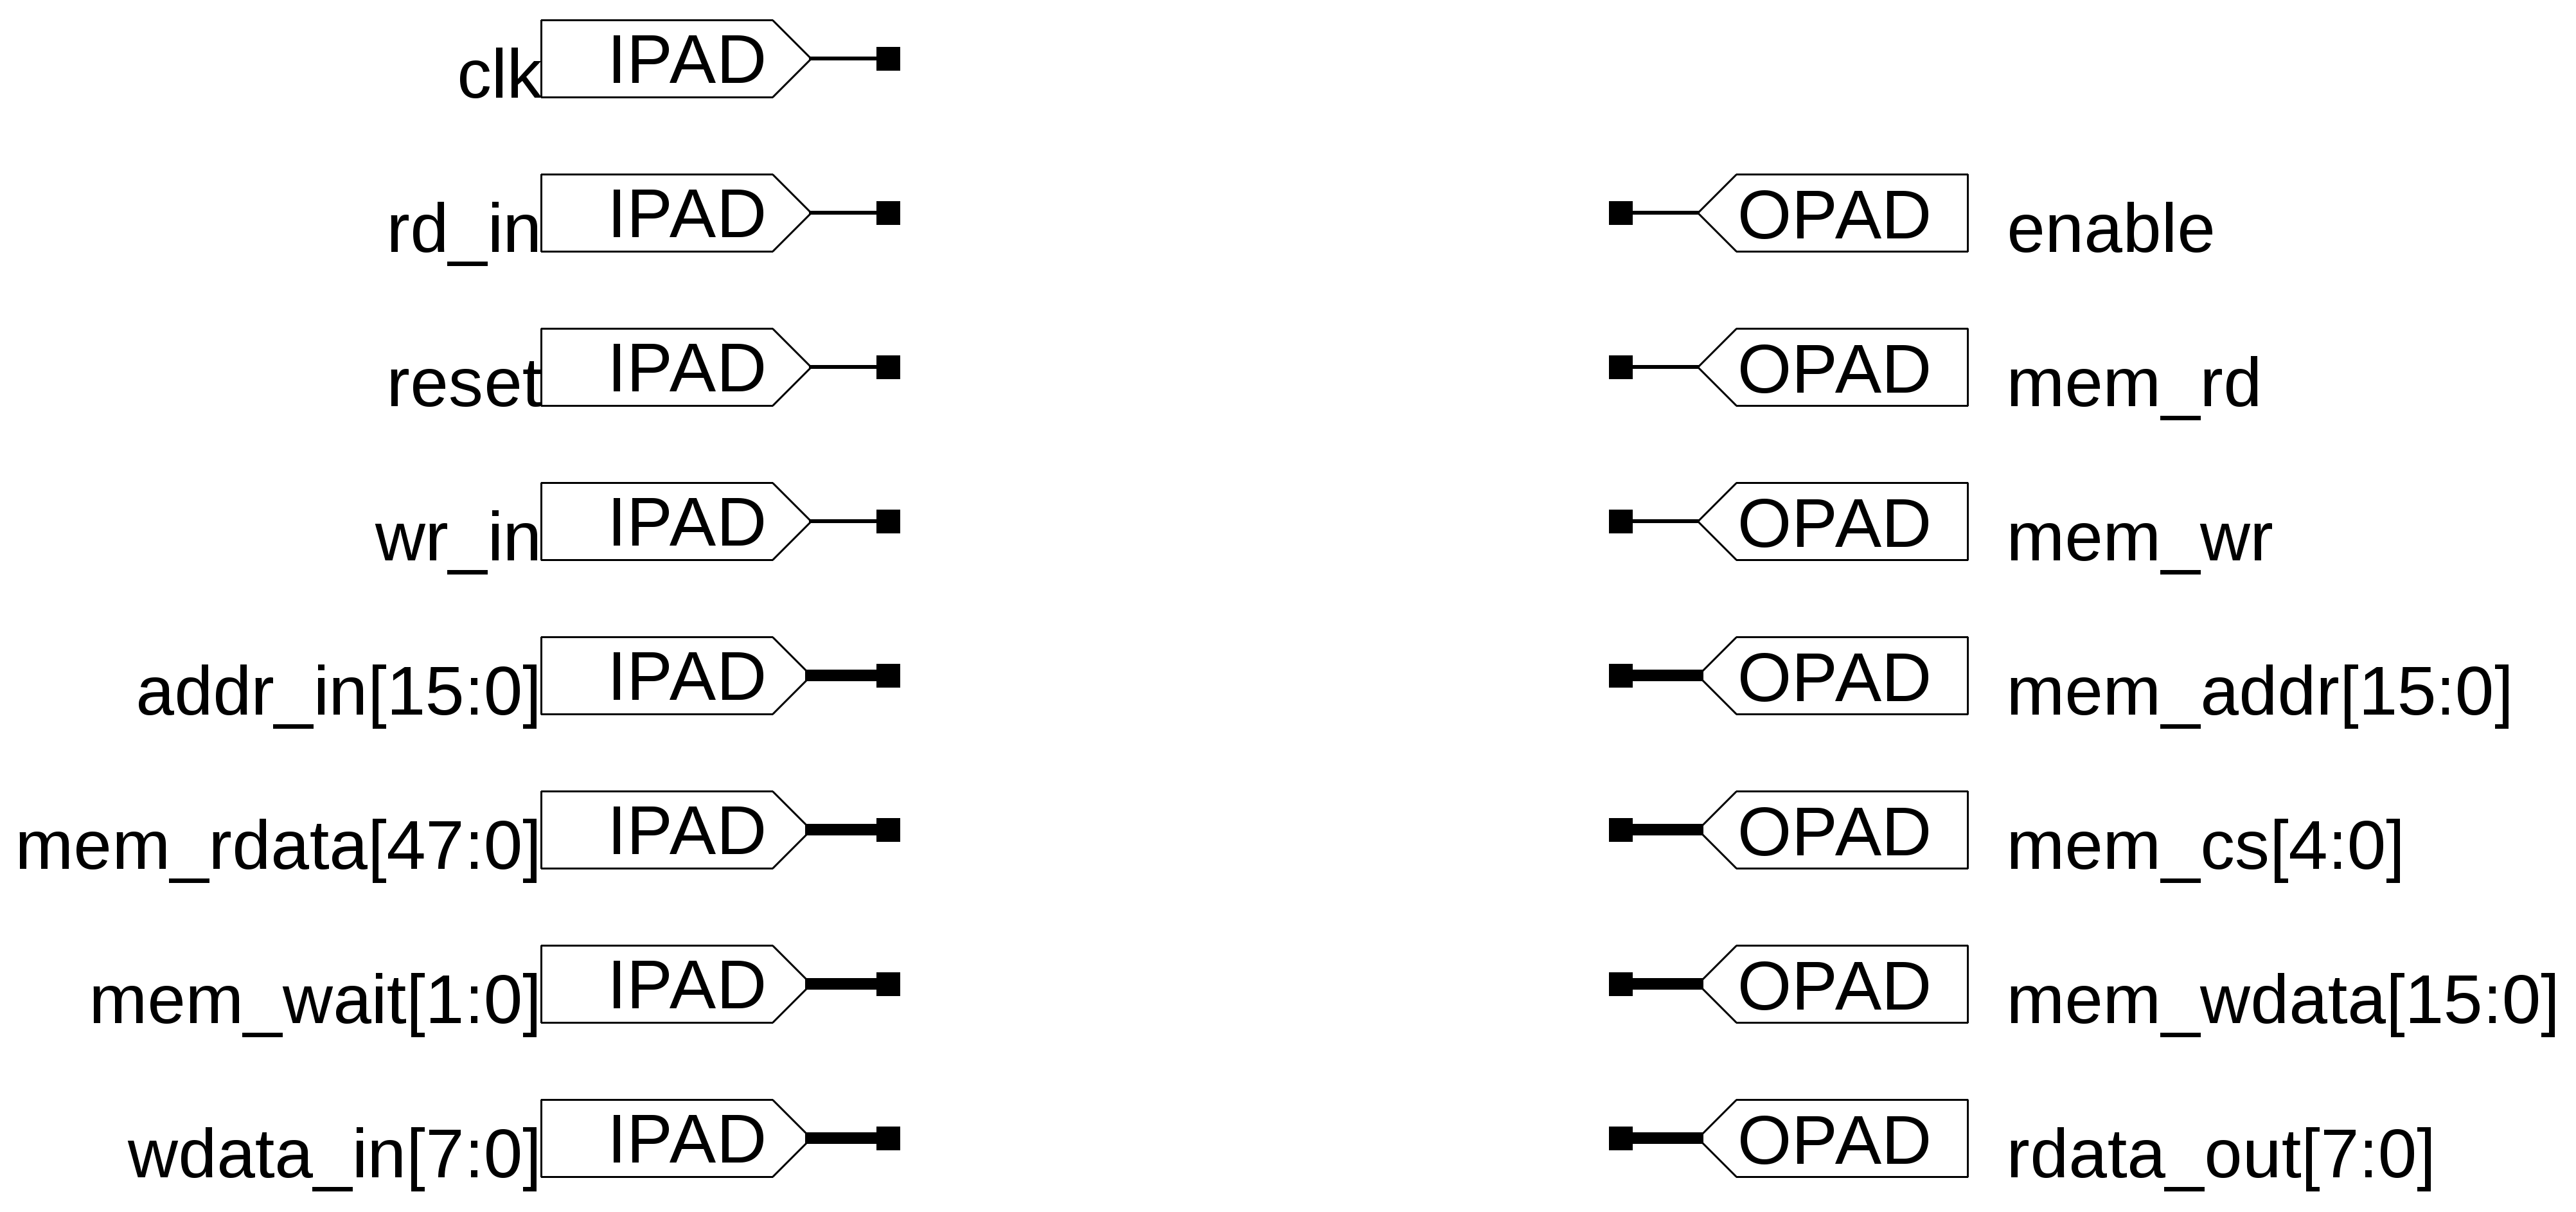 clk IPAD
rd_in IPAD OPAD enable
reset IPAD OPAD mem_rd
wr_in IPAD OPAD mem_wr
addr_in[15:0] IPAD OPAD mem_addr[15:0]
mem_rdata[47:0] IPAD OPAD mem_cs[4:0]
mem_wait[1:0] IPAD OPAD mem_wdata[15:0]
wdata_in[7:0] IPAD OPAD rdata_out[7:0]